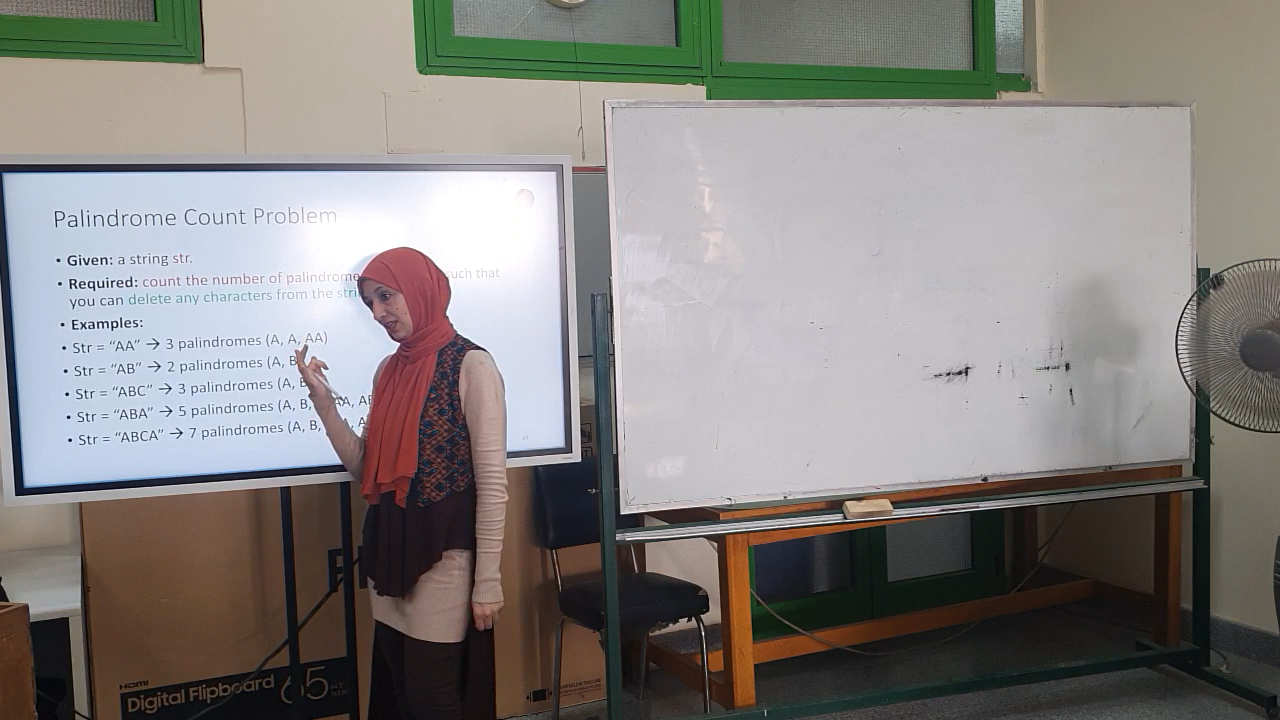 Palindrome Count Problem
• Given: a string str.
• Required: count the number of palindrome such that
you can delete any characters from the
• Examples:
• Str = “AA” → 3 palindromes (A, A, AA)
• Str = “AB” → 2 palindromes (A, B
• Str = “ABC” → 3 palindromes (A,
• Str = “ABA” → 5 palindromes (A, B,
• Str = “ABCA” → 7 palindromes (A, B,
HDMI
Digital Flipboard 65